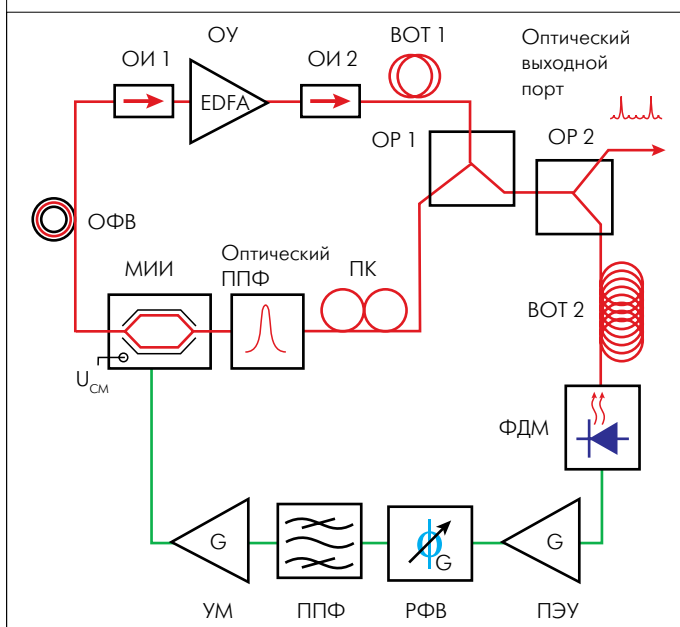 ОУ
ОИ 1
EDFA
ОИ 2
ВОТ 1
Оптический
выходной
порт
ОР 1
ОР 2
ОФВ
МИИ
Оптический
ППФ
ПК
ВОТ 2
UСМ
ФДМ
G
ϕ
G
G
УМ
ППФ
РФВ
ПЭУ